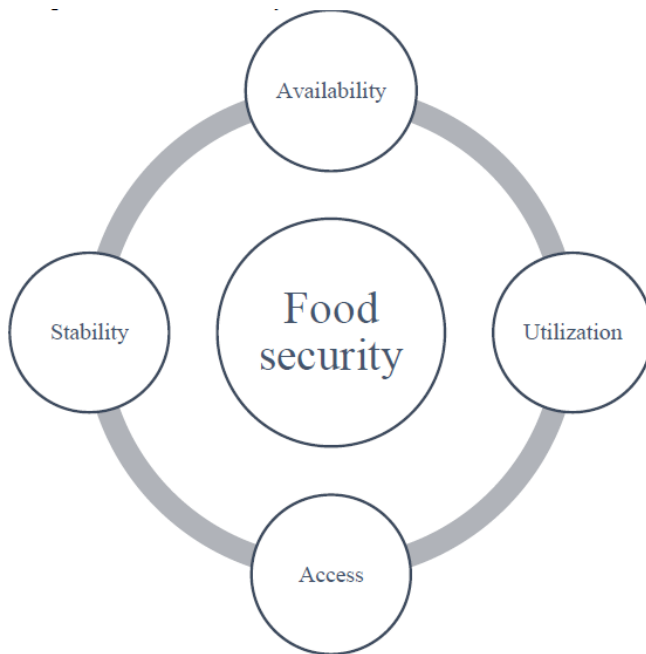 Availability
Stability
Food
security
Utilization
Access